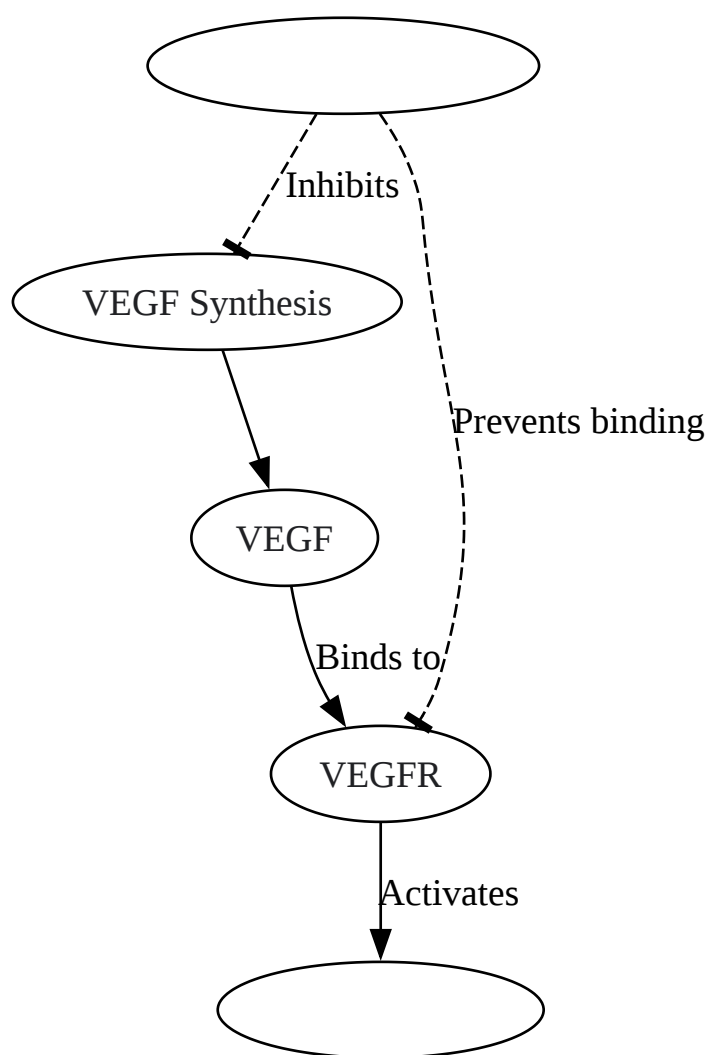 Inhibits
VEGF Synthesis
Prevents binding
VEGF
Binds to
VEGFR
Activates